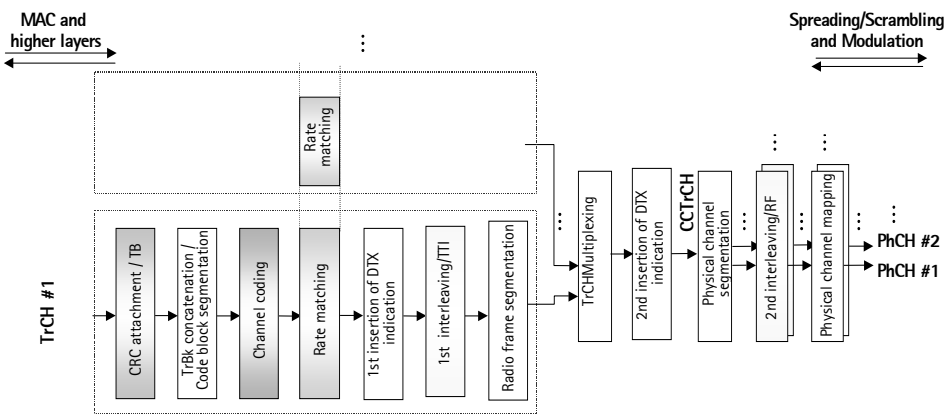 MAC and
higher layers
Spreading/Scrambling
and Modulation
Rate
matching
TrCH #1
CRC attachment / TB
TrBk concatenation /
Code block segmentation
Channel coding
Rate matching
1st insertion of DTX
indication
1st interleaving/TTI
Radio frame segmentation
TrCHMultiplexing
2nd insertion of DTX
indication
CCTrCH
Physical channel
segmentation
2nd interleaving/RF
Physical channel mapping
PhCH #2
PhCH #1